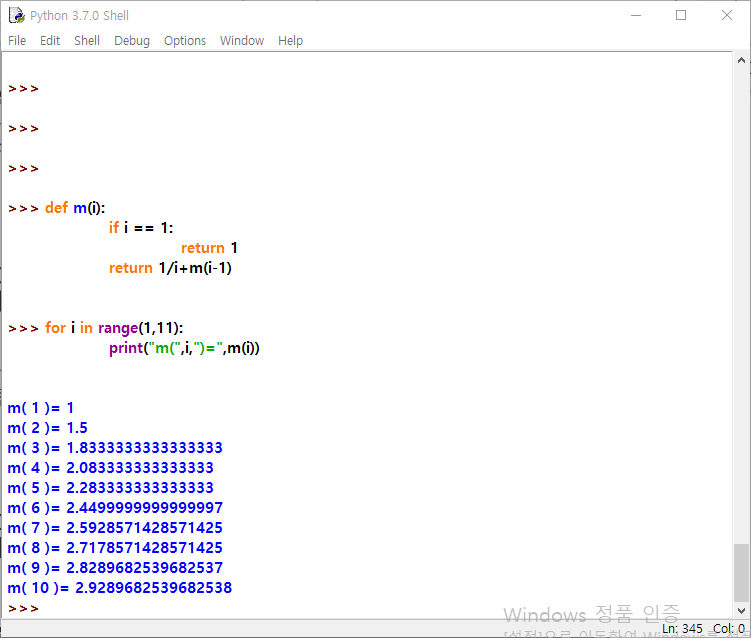 Python 3.7.0 Shell
File Edit Shell Debug Options Window Help
>>>
>>>
>>>
>>> def m(i):
if i == 1:
return 1
return 1/i+m(i-1)
>>> for i in range(1,11):
print("m(",i,")=",m(i))
m( 1 )= 1
m( 2 )= 1.5
m( 3 )= 1.8333333333333333
m( 4 )= 2.083333333333333
m( 5 )= 2.283333333333333
m( 6 )= 2.4499999999999997
m( 7 )= 2.5928571428571425
m( 8 )= 2.7178571428571425
m( 9 )= 2.8289682539682537
m( 10 )= 2.9289682539682538
>>>
Windows 정품 인증
Ln: 345 Col: 0